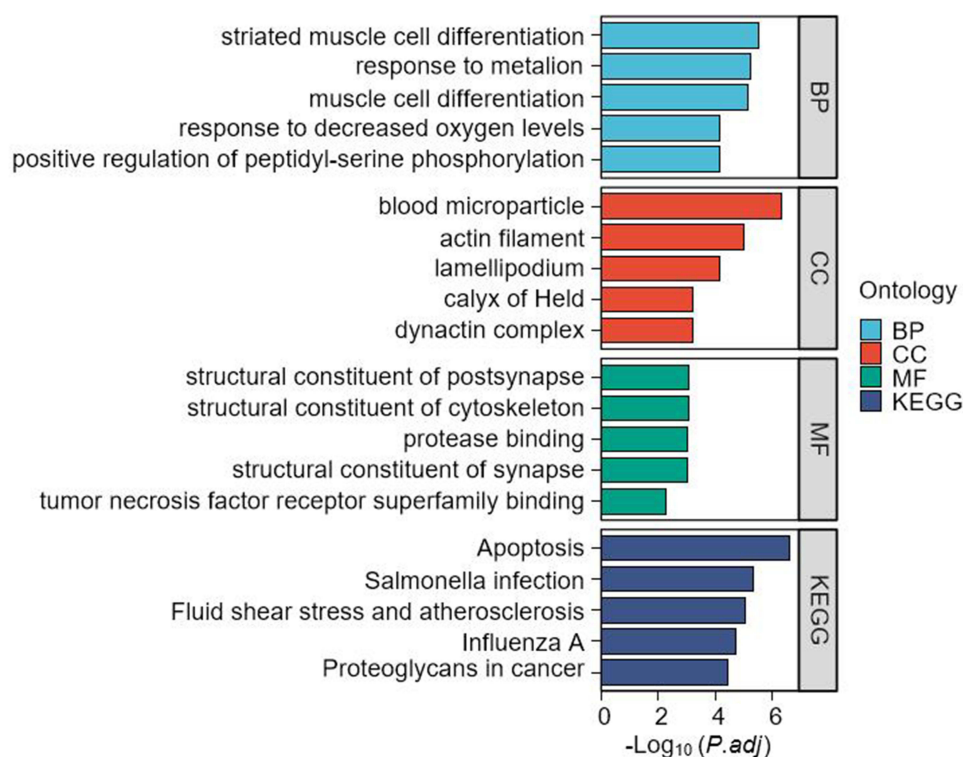 striated muscle cell differentiation
response to metalion
muscle cell differentiation
response to decreased oxygen levels
positive regulation of peptidyl-serine phosphorylation
BP
blood microparticle
actin filament
lamellipodium
calyx of Held
dynactin complex
CC
structural constituent of postsynapse
structural constituent of cytoskeleton
protease binding
structural constituent of synapse
tumor necrosis factor receptor superfamily binding
MF
Apoptosis
Salmonella infection
Fluid shear stress and atherosclerosis
Influenza A
Proteoglycans in cancer
KEGG
0 2 4 6
-Log₁₀ (P.adj)
Ontology
BP
CC
MF
KEGG